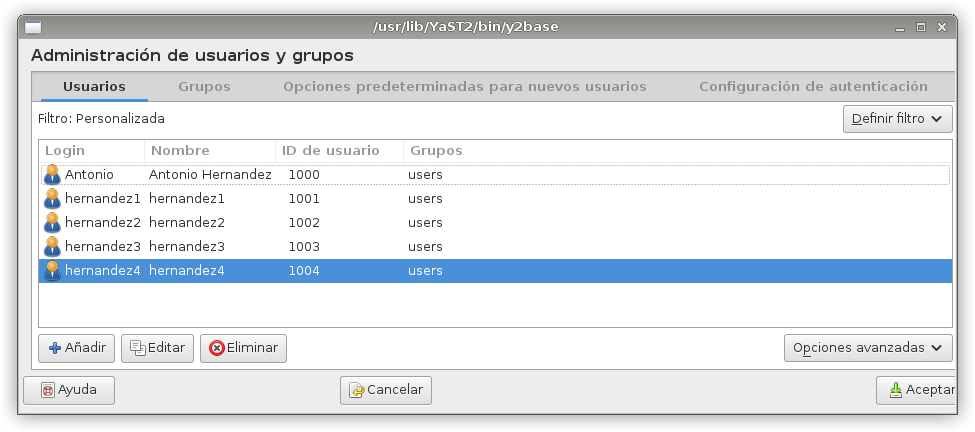 /usr/lib/YaST2/bin/y2base
Administración de usuarios y grupos
Usuarios Grupos Opciones predeterminadas para nuevos usuarios Configuración de autenticación
Filtro: Personalizada Definir filtro
Login Nombre ID de usuario Grupos
Antonio Antonio Hernandez 1000 users
hernandez1 hernandez1 1001 users
hernandez2 hernandez2 1002 users
hernandez3 hernandez3 1003 users
hernandez4 hernandez4 1004 users
Añadir Editar Eliminar Opciones avanzadas
Ayuda Cancelar Aceptar